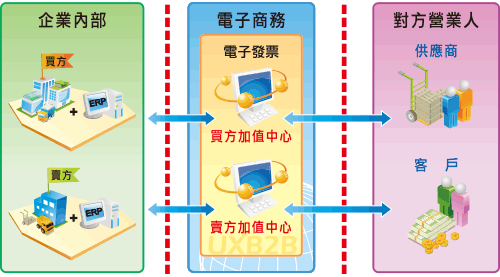 企業內部
買方
ERP
賣方
ERP
電子商務
電子發票
買方加值中心
賣方加值中心
UXB2B
對方營業人
供應商
客 戶